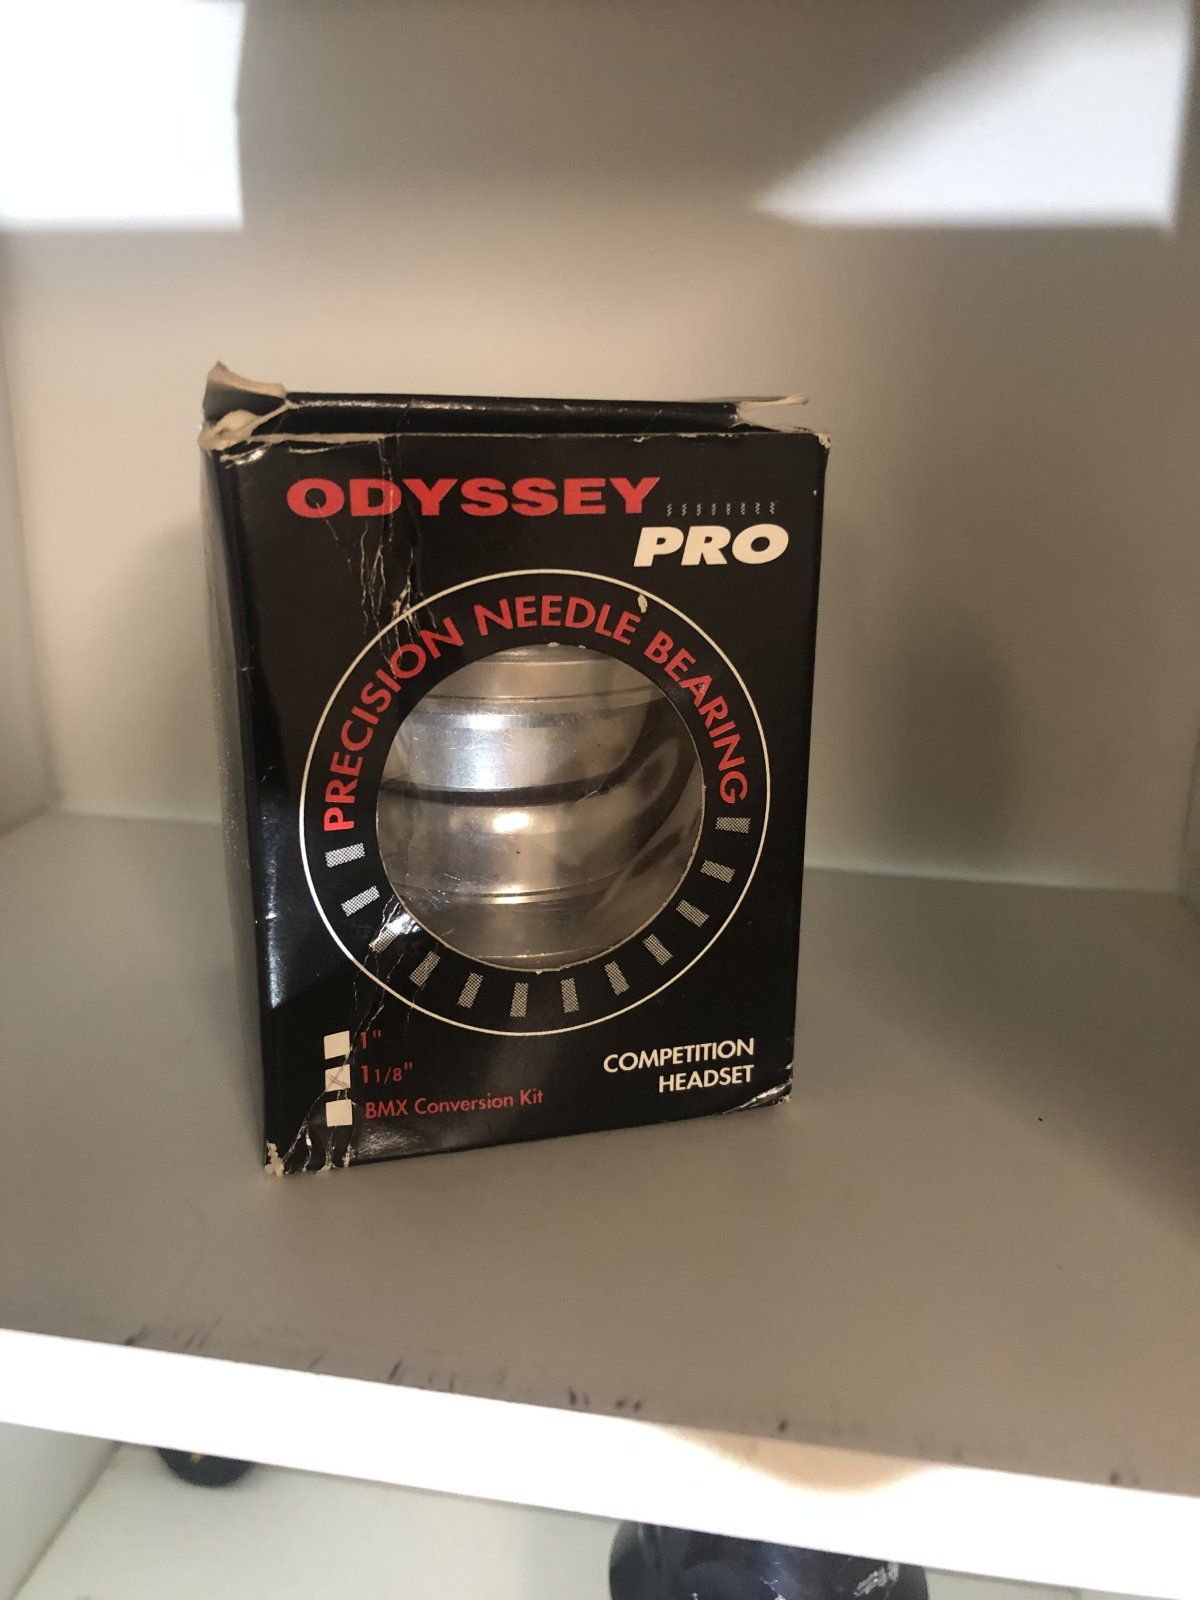 ODYSSEY
PRO
PRECISION NEEDLE BEARING
1"
1 1/8"
BMX Conversion Kit
COMPETITION
HEADSET